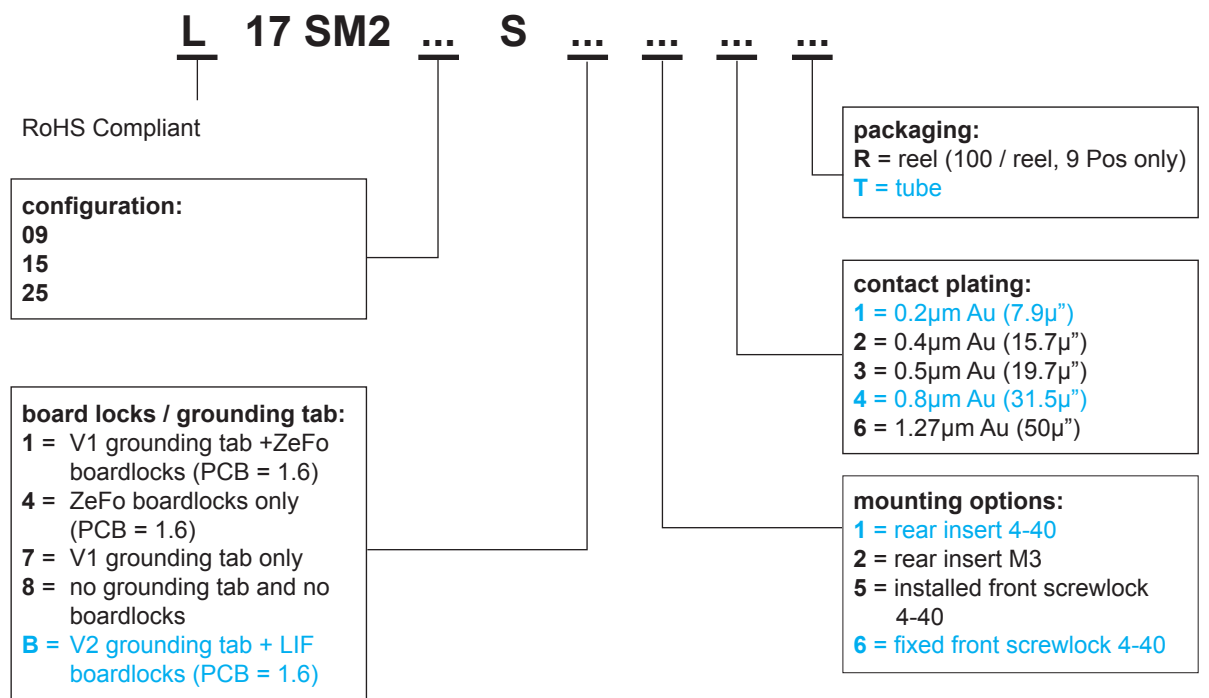 L 17 SM2 ... S ... ... ... ...
RoHS Compliant
configuration:
09
15
25
board locks / grounding tab:
1 = V1 grounding tab +ZeFo
boardlocks (PCB = 1.6)
4 = ZeFo boardlocks only
(PCB = 1.6)
7 = V1 grounding tab only
8 = no grounding tab and no
boardlocks
B = V2 grounding tab + LIF
boardlocks (PCB = 1.6)
packaging:
R = reel (100 / reel, 9 Pos only)
T = tube
contact plating:
1 = 0.2µm Au (7.9µ”)
2 = 0.4µm Au (15.7µ”)
3 = 0.5µm Au (19.7µ”)
4 = 0.8µm Au (31.5µ”)
6 = 1.27µm Au (50µ”)
mounting options:
1 = rear insert 4-40
2 = rear insert M3
5 = installed front screwlock
4-40
6 = fixed front screwlock 4-40